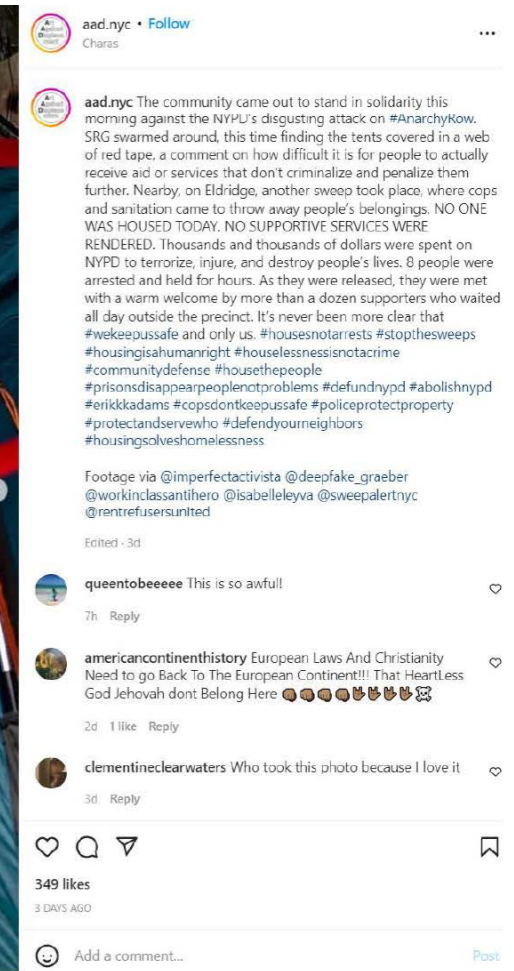 aad.nyc • Follow
Charas
aad.nyc The community came out to stand in solidarity this
morning against the NYPD's disgusting attack on #AnarchyRow.
SRG swarmed around, this time finding the tents covered in a web
of red tape, a comment on how difficult it is for people to actually
receive aid or services that don't criminalize and penalize them
further. Nearby, on Eldridge, another sweep took place, where cops
and sanitation came to throw away people's belongings. NO ONE
WAS HOUSED TODAY. NO SUPPORTIVE SERVICES WERE
RENDERED. Thousands and thousands of dollars were spent on
NYPD to terrorize, injure, and destroy people's lives. 8 people were
arrested and held for hours. As they were released, they were met
with a warm welcome by more than a dozen supporters who waited
all day outside the precinct. It's never been more clear that
#wekeepussafe and only us. #housesnotarrests #stopthesweeps
#housingisahumanright #houselessnessisnotacrime
#communitydefense #housethepeople
#prisonsdisappearpeoplenotproblems #defundnypd #abolishnypd
#erikkkadams #copsdontkeepussafe #policeprotectproperty
#protectandservewho #defendyourneighbors
#housingsolveshomelessness
Footage via @imperfectactivista @deepfake_graeber
@workinclassantihero @isabelleleyva @sweepalertnyc
@rentrefusersunited
Edited · 3d
queentobeeeee This is so awful!
7h Reply
americancontinenthistory European Laws And Christianity
Need to go Back To The European Continent!!! That HeartLess
God Jehovah dont Belong Here 👊🏾👊🏾👊🏾👊🏾🤟🏾🤟🏾🤟🏾🤟🏾☠️
2d 1 like Reply
clementineclearwaters Who took this photo because I love it
3d Reply
349 likes
3 DAYS AGO
Add a comment...
Post